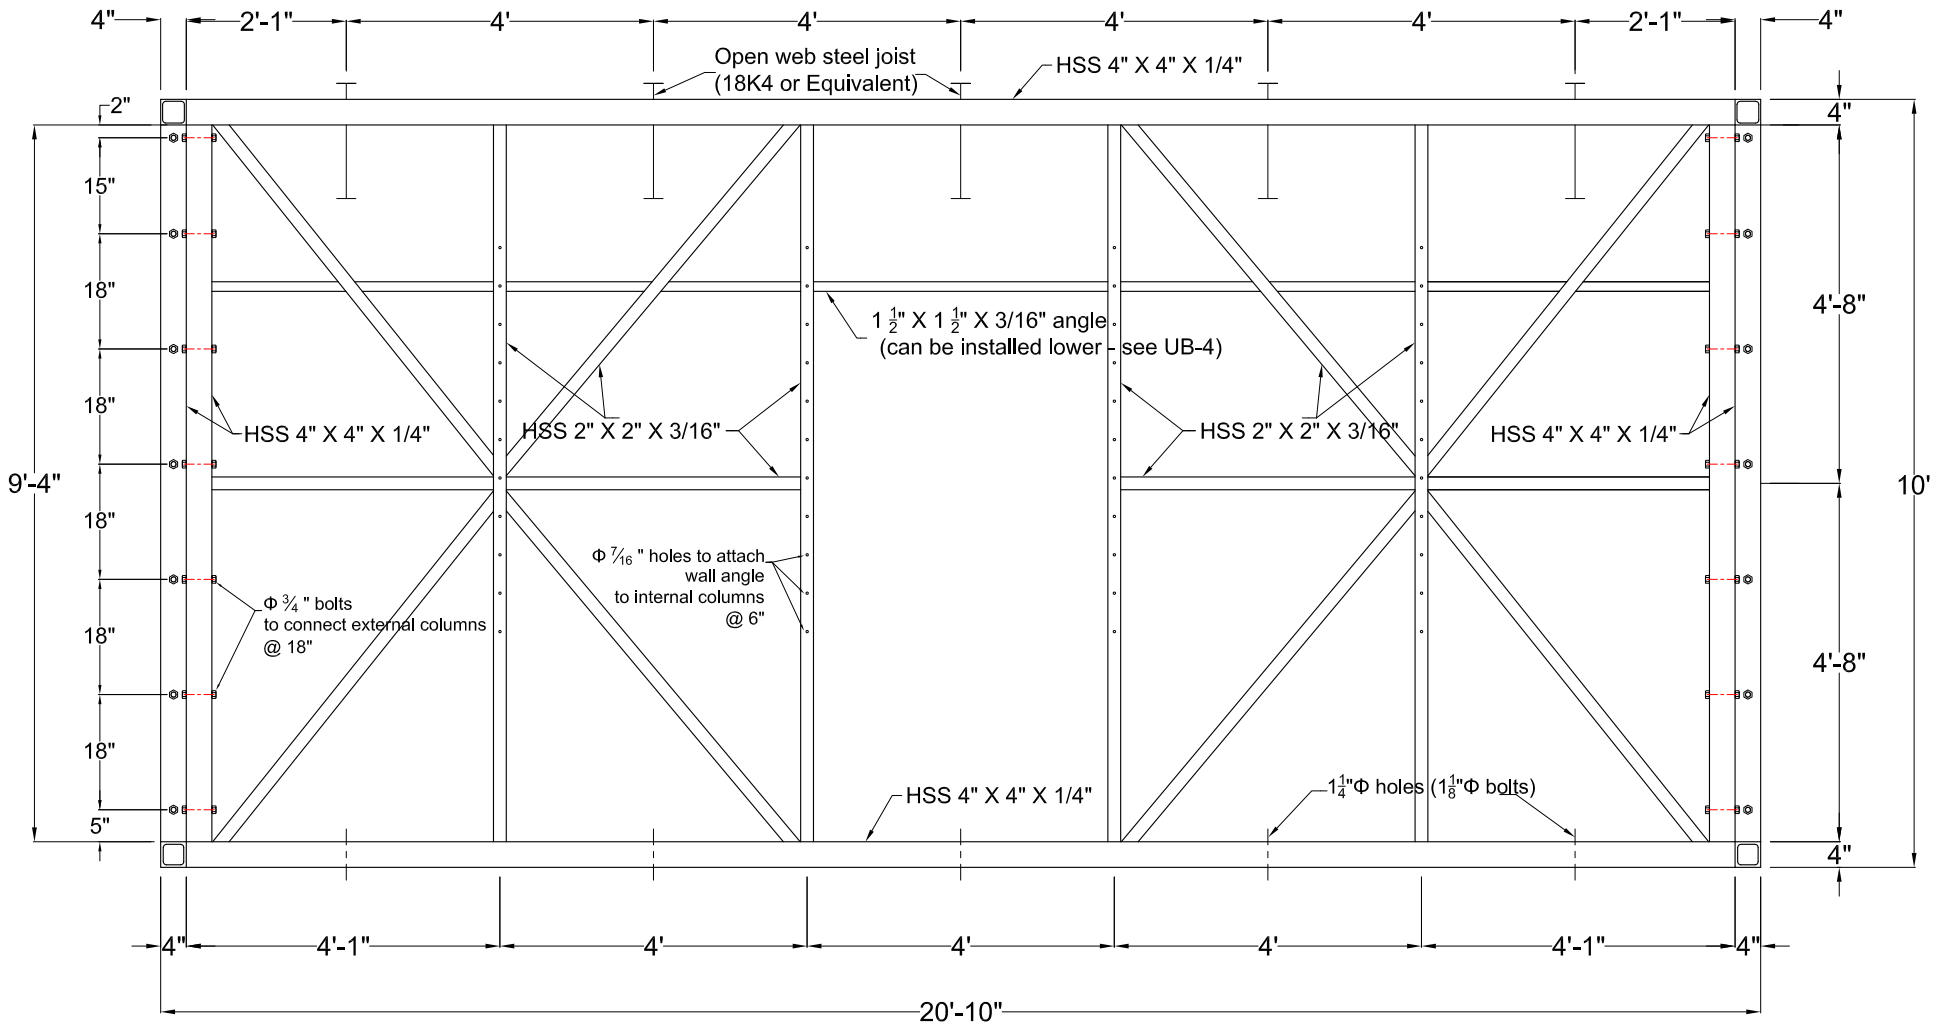 4" 2'-1" 4' 4' 4' 4' 2'-1" 4"
Open web steel joist
(18K4 or Equivalent)
HSS 4" X 4" X 1/4"
2"
4"
15"
18"
4'-8"
1 1/2" X 1 1/2" X 3/16" angle
(can be installed lower - see UB-4)
18"
HSS 4" X 4" X 1/4"
HSS 2" X 2" X 3/16"
HSS 2" X 2" X 3/16"
HSS 4" X 4" X 1/4"
9'-4"
10'
18"
Φ 7/16 " holes to attach
wall angle
to internal columns
@ 6"
Φ 3/4 " bolts
to connect external columns
@ 18"
18"
4'-8"
18"
HSS 4" X 4" X 1/4"
1 1/4"Φ holes (1 1/8"Φ bolts)
5"
4"
4" 4'-1" 4' 4' 4' 4'-1" 4"
20'-10"